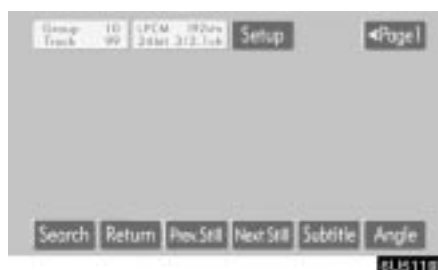 Group 10 LPCM 192kHz Setup ◄Page1
Track 99 24bit 3/2.1ch
Search Return Prev.Still Next Still Subtitle Angle
6U5118